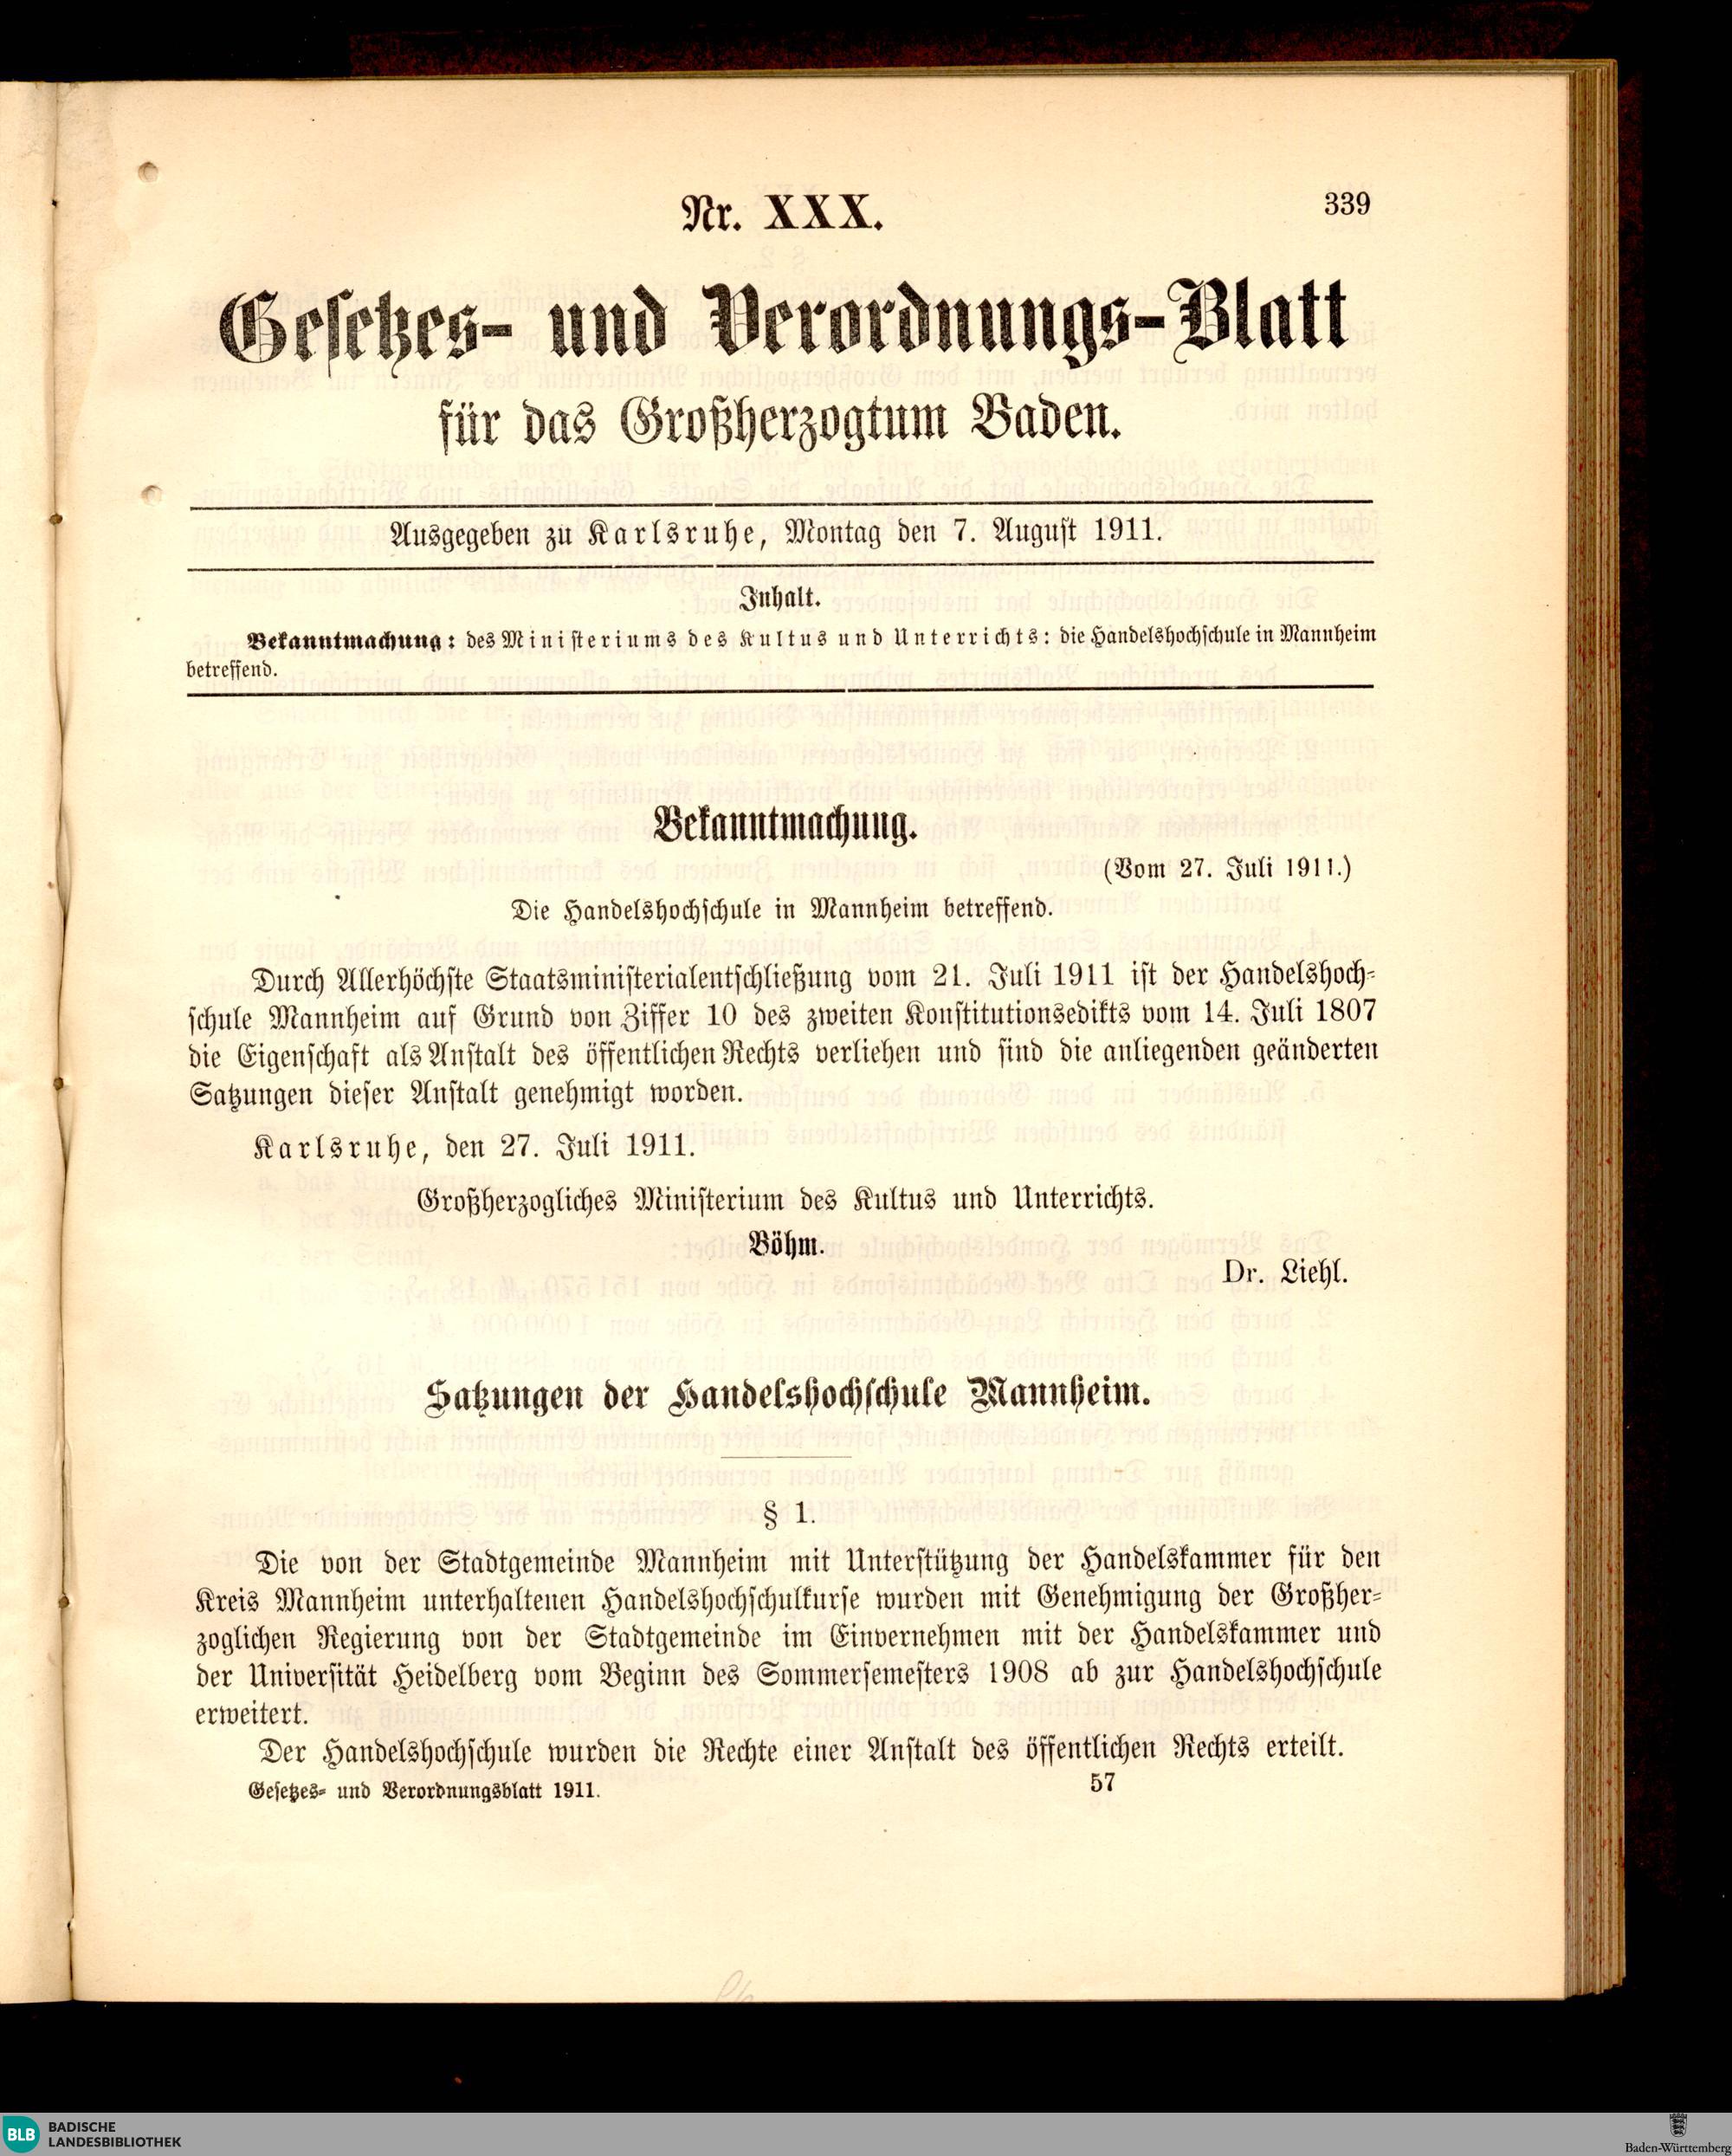 Nr. XXX.
339
Gesetzes- und Verordnungs-Blatt
für das Großherzogtum Baden.
Ausgegeben zu Karlsruhe, Montag den 7. August 1911.
Inhalt.
Bekanntmachung: des Ministeriums des Kultus und Unterrichts: die Handelshochschule in Mannheim
betreffend.
Bekanntmachung.
(Vom 27. Juli 1911.)
Die Handelshochschule in Mannheim betreffend.
Durch Allerhöchste Staatsministerialentschließung vom 21. Juli 1911 ist der Handelshoch-
schule Mannheim auf Grund von Ziffer 10 des zweiten Konstitutionsedikts vom 14. Juli 1807
die Eigenschaft als Anstalt des öffentlichen Rechts verliehen und sind die anliegenden geänderten
Satzungen dieser Anstalt genehmigt worden.
Karlsruhe, den 27. Juli 1911.
Großherzogliches Ministerium des Kultus und Unterrichts.
Böhm.
Dr. Liehl.
Satzungen der Handelshochschule Mannheim.
§ 1.
Die von der Stadtgemeinde Mannheim mit Unterstützung der Handelskammer für den
Kreis Mannheim unterhaltenen Handelshochschulkurse wurden mit Genehmigung der Großher-
zoglichen Regierung von der Stadtgemeinde im Einvernehmen mit der Handelskammer und
der Universität Heidelberg vom Beginn des Sommersemesters 1908 ab zur Handelshochschule
erweitert.
Der Handelshochschule wurden die Rechte einer Anstalt des öffentlichen Rechts erteilt.
Gesetzes- und Verordnungsblatt 1911.
57
BLB BADISCHE
LANDESBIBLIOTHEK
Baden-Württemberg